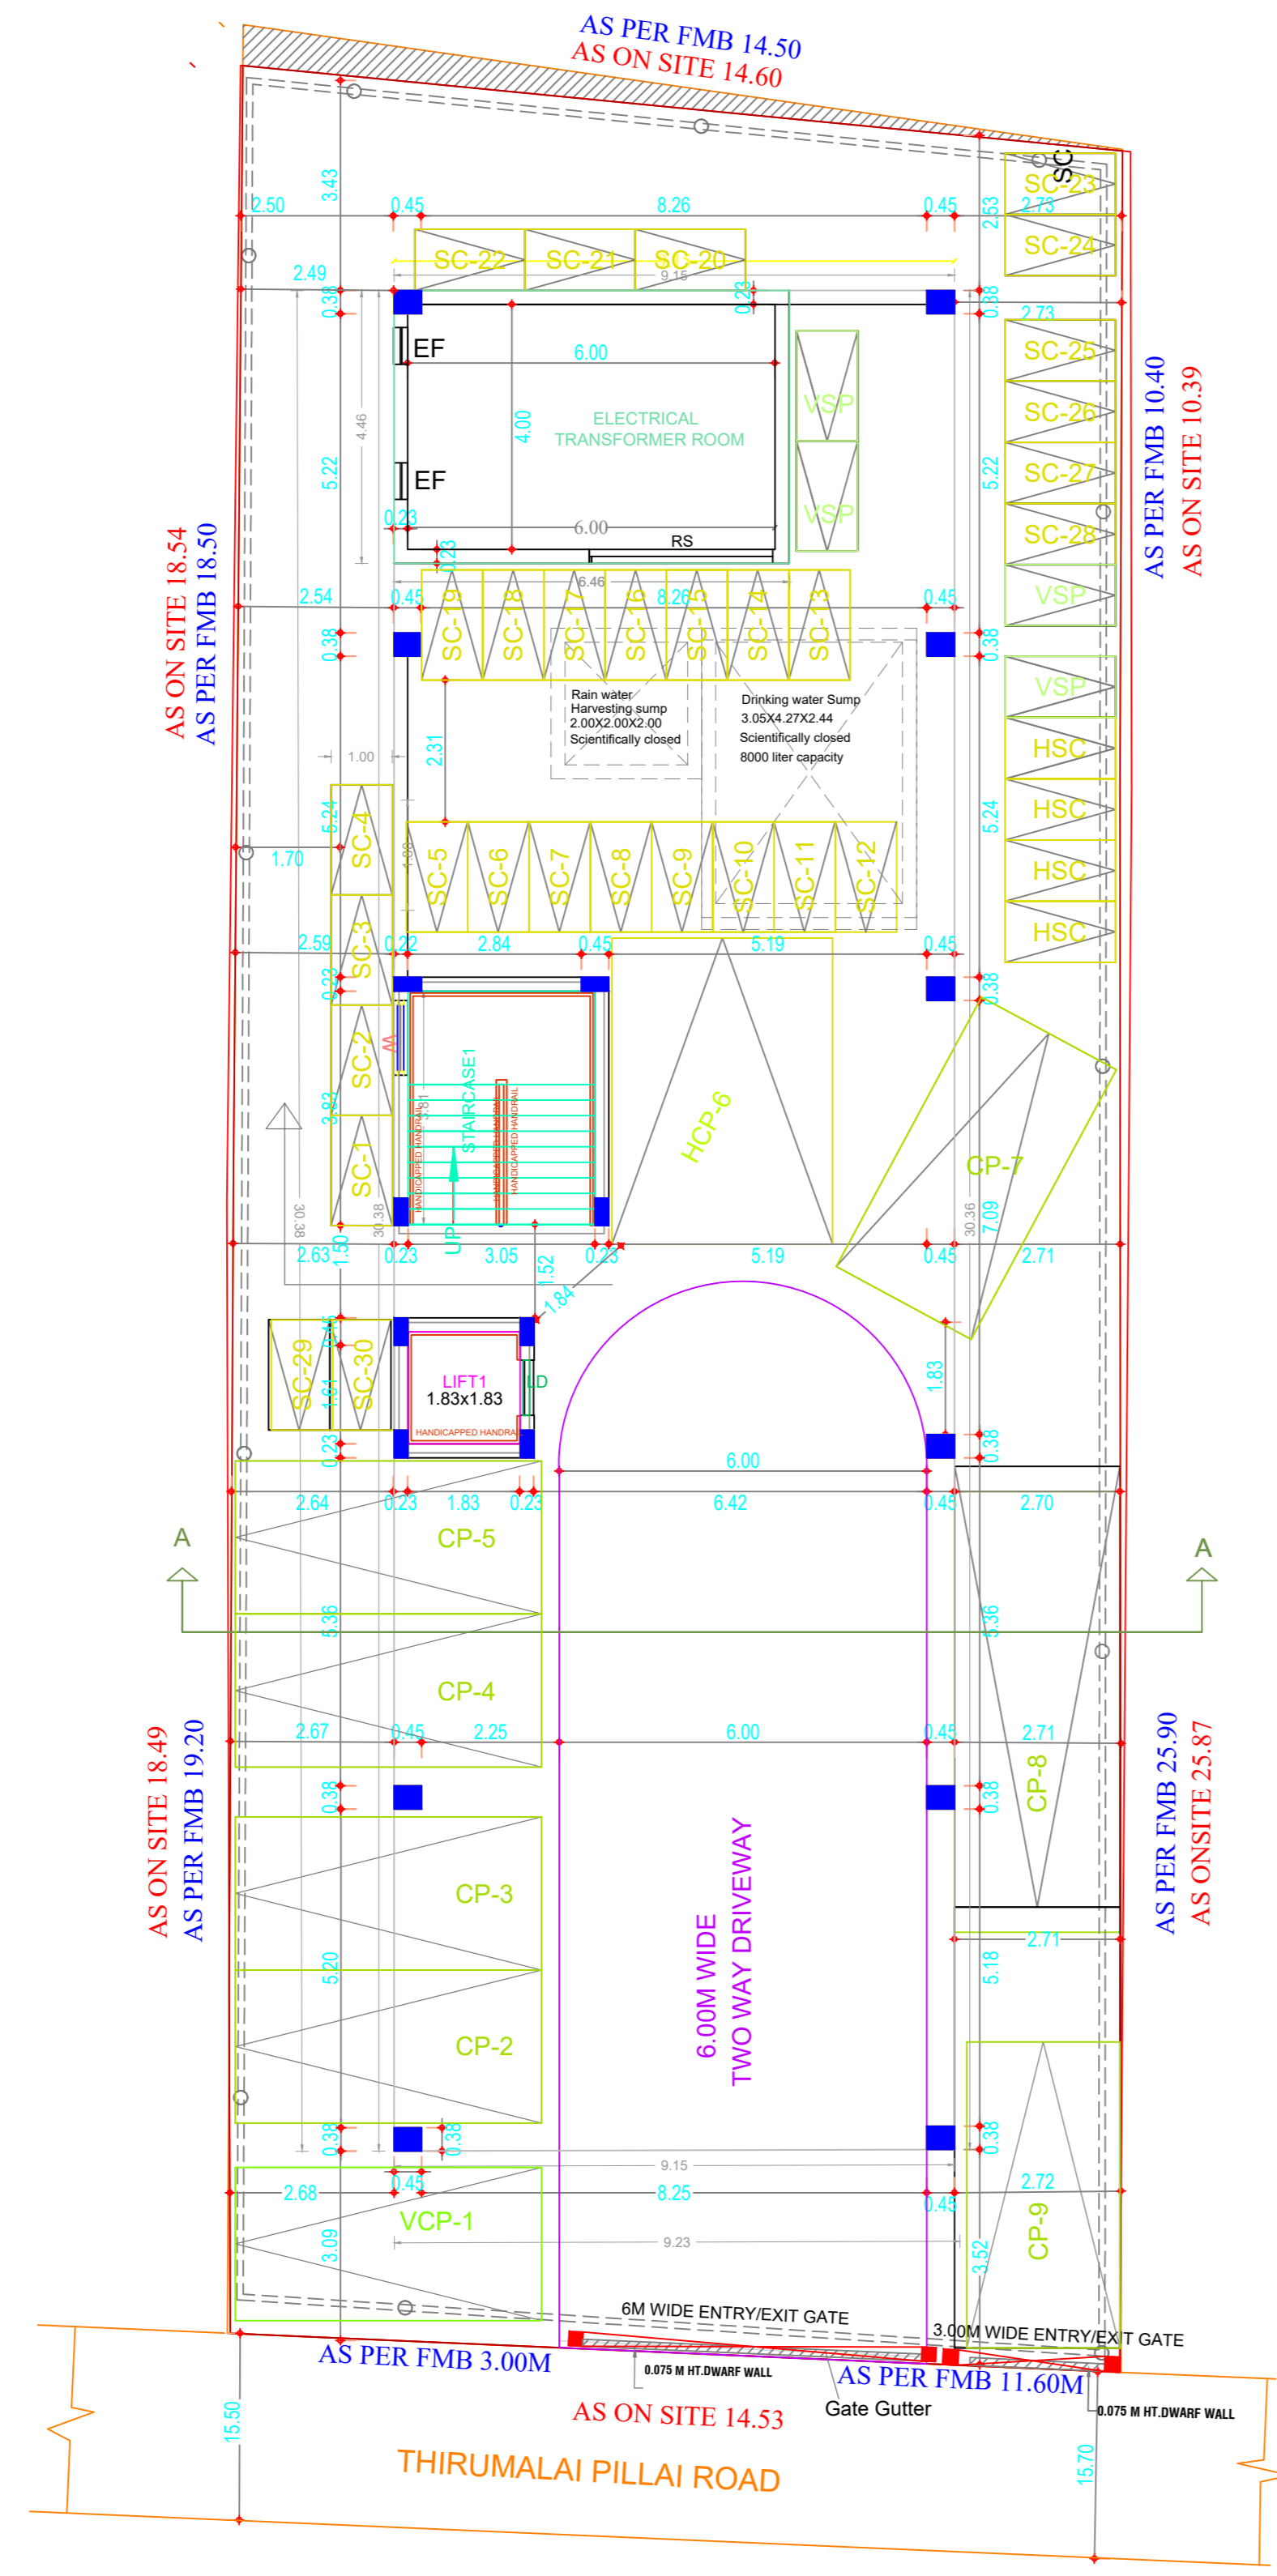 AS PER FMB 14.50
AS ON SITE 14.60
SC
SC-23
2.50
3.43
0.45
8.26
0.45
2.53
2.73
SC-24
SC-22
SC-21
SC-20
9.15
2.49
0.38
0.23
0.38
2.73
EF
6.00
SC-25
VSP
ELECTRICAL
TRANSFORMER ROOM
4.00
4.46
SC-26
AS PER FMB 10.40
AS ON SITE 10.39
5.22
EF
5.22
SC-27
VSP
0.23
6.00
RS
SC-28
0.23
6.46
VSP
AS ON SITE 18.54
AS PER FMB 18.50
2.54
0.45
8.26
0.45
SC-19
SC-18
SC-17
SC-16
SC-15
SC-14
SC-13
0.38
0.38
VSP
Rain water
Harvesting sump
2.00X2.00X2.00
Scientifically closed
Drinking water Sump
3.05X4.27X2.44
Scientifically closed
8000 liter capacity
HSC
1.00
2.31
HSC
5.24
5.24
SC-4
1.70
HSC
SC-5
SC-6
SC-7
SC-8
SC-9
SC-10
SC-11
SC-12
HSC
2.59
SC-3
0.22
2.84
0.45
5.19
0.45
0.23
0.38
SC-2
STAIRCASE1
3.83
3.81
HANDICAPPED HANDRAIL
HANDICAPPED HANDRAIL
HANDICAPPED HANDRAIL
HCP-6
CP-7
SC-1
UP
30.38
30.38
30.36
7.09
2.63
1.50
0.23
3.05
0.23
1.52
5.19
0.45
2.71
1.84
0.45
SC-29
SC-30
1.61
LIFT1
1.83x1.83
LD
HANDICAPPED HANDRAIL
1.83
0.23
0.38
6.00
2.64
0.23
1.83
0.23
6.42
0.45
2.70
A
CP-5
A
5.36
5.36
CP-4
AS ON SITE 18.49
AS PER FMB 19.20
2.67
0.45
2.25
6.00
0.45
2.71
AS PER FMB 25.90
AS ONSITE 25.87
0.38
0.38
CP-8
CP-3
6.00M WIDE
TWO WAY DRIVEWAY
2.71
5.20
5.18
CP-2
0.38
0.38
0.38
9.15
2.68
0.45
8.25
0.45
2.72
VCP-1
CP-9
3.09
9.23
3.52
6M WIDE ENTRY/EXIT GATE
3.00M WIDE ENTRY/EXIT GATE
AS PER FMB 3.00M
0.075 M HT.DWARF WALL
AS PER FMB 11.60M
Gate Gutter
0.075 M HT.DWARF WALL
AS ON SITE 14.53
15.50
15.70
THIRUMALAI PILLAI ROAD